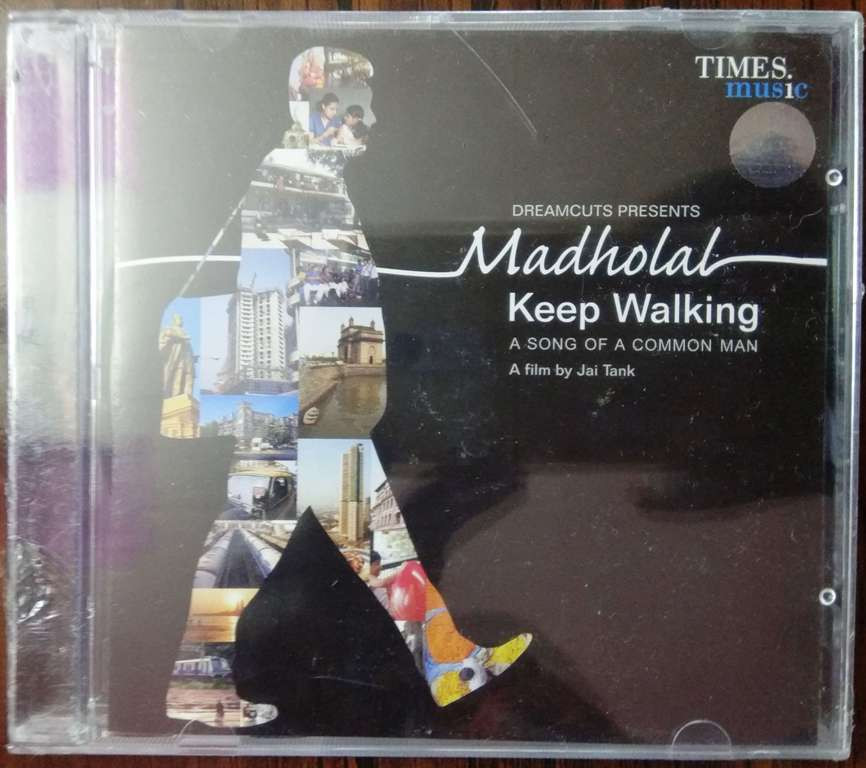 TIMES.
music
DREAMCUTS PRESENTS
Madholal
Keep Walking
A SONG OF A COMMON MAN
A film by Jai Tank